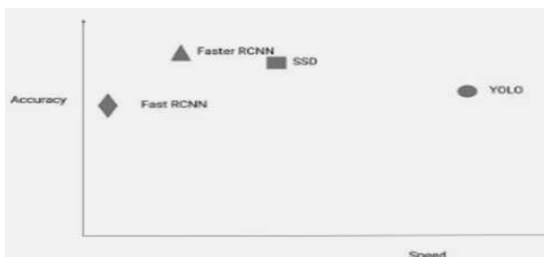 Faster RCNN
SSD
YOLO
Accuracy
Fast RCNN
Speed